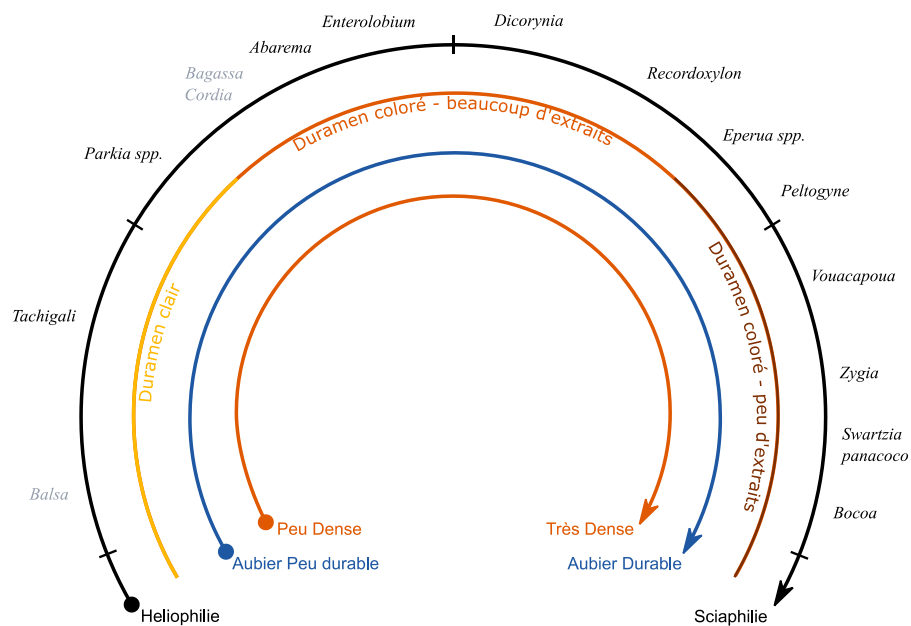 Enterolobium
Dicorynia
Abarema
Bagassa
Cordia
Recordoxylon
Parkia spp.
Eperua spp.
Peltogyne
Duramen coloré - beaucoup d'extraits
Vouacapoua
Tachigali
Duramen clair
Duramen coloré - peu d'extraits
Zygia
Swartzia
panacoco
Balsa
Bocoa
Peu Dense
Très Dense
Aubier Peu durable
Aubier Durable
Heliophilie
Sciaphilie